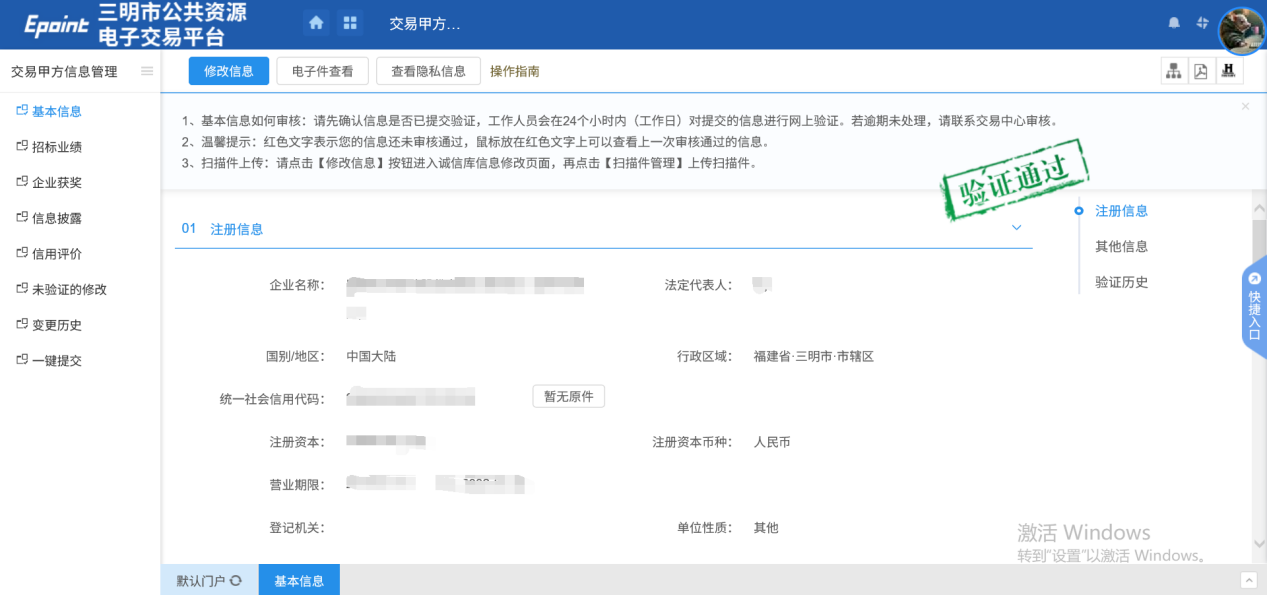 Epoint 三明市公共资源
电子交易平台
交易甲方...
交易甲方信息管理
修改信息 电子件查看 查看隐私信息 操作指南
基本信息
招标业绩
企业获奖
信息披露
信用评价
未验证的修改
变更历史
一键提交
1、基本信息如何审核：请先确认信息是否已提交验证，工作人员会在24个小时内（工作日）对提交的信息进行网上验证。若逾期未处理，请联系交易中心审核。
2、温馨提示：红色文字表示您的信息还未审核通过，鼠标放在红色文字上可以查看上一次审核通过的信息。
3、扫描件上传：请点击【修改信息】按钮进入诚信库信息修改页面，再点击【扫描件管理】上传扫描件。
验证通过
01 注册信息
注册信息
其他信息
验证历史
快捷入口
企业名称： 法定代表人：
国别/地区： 中国大陆 行政区域： 福建省·三明市·市辖区
统一社会信用代码： 暂无原件
注册资本： 注册资本币种： 人民币
营业期限：
登记机关： 单位性质： 其他
激活 Windows
转到"设置"以激活 Windows。
默认门户 基本信息